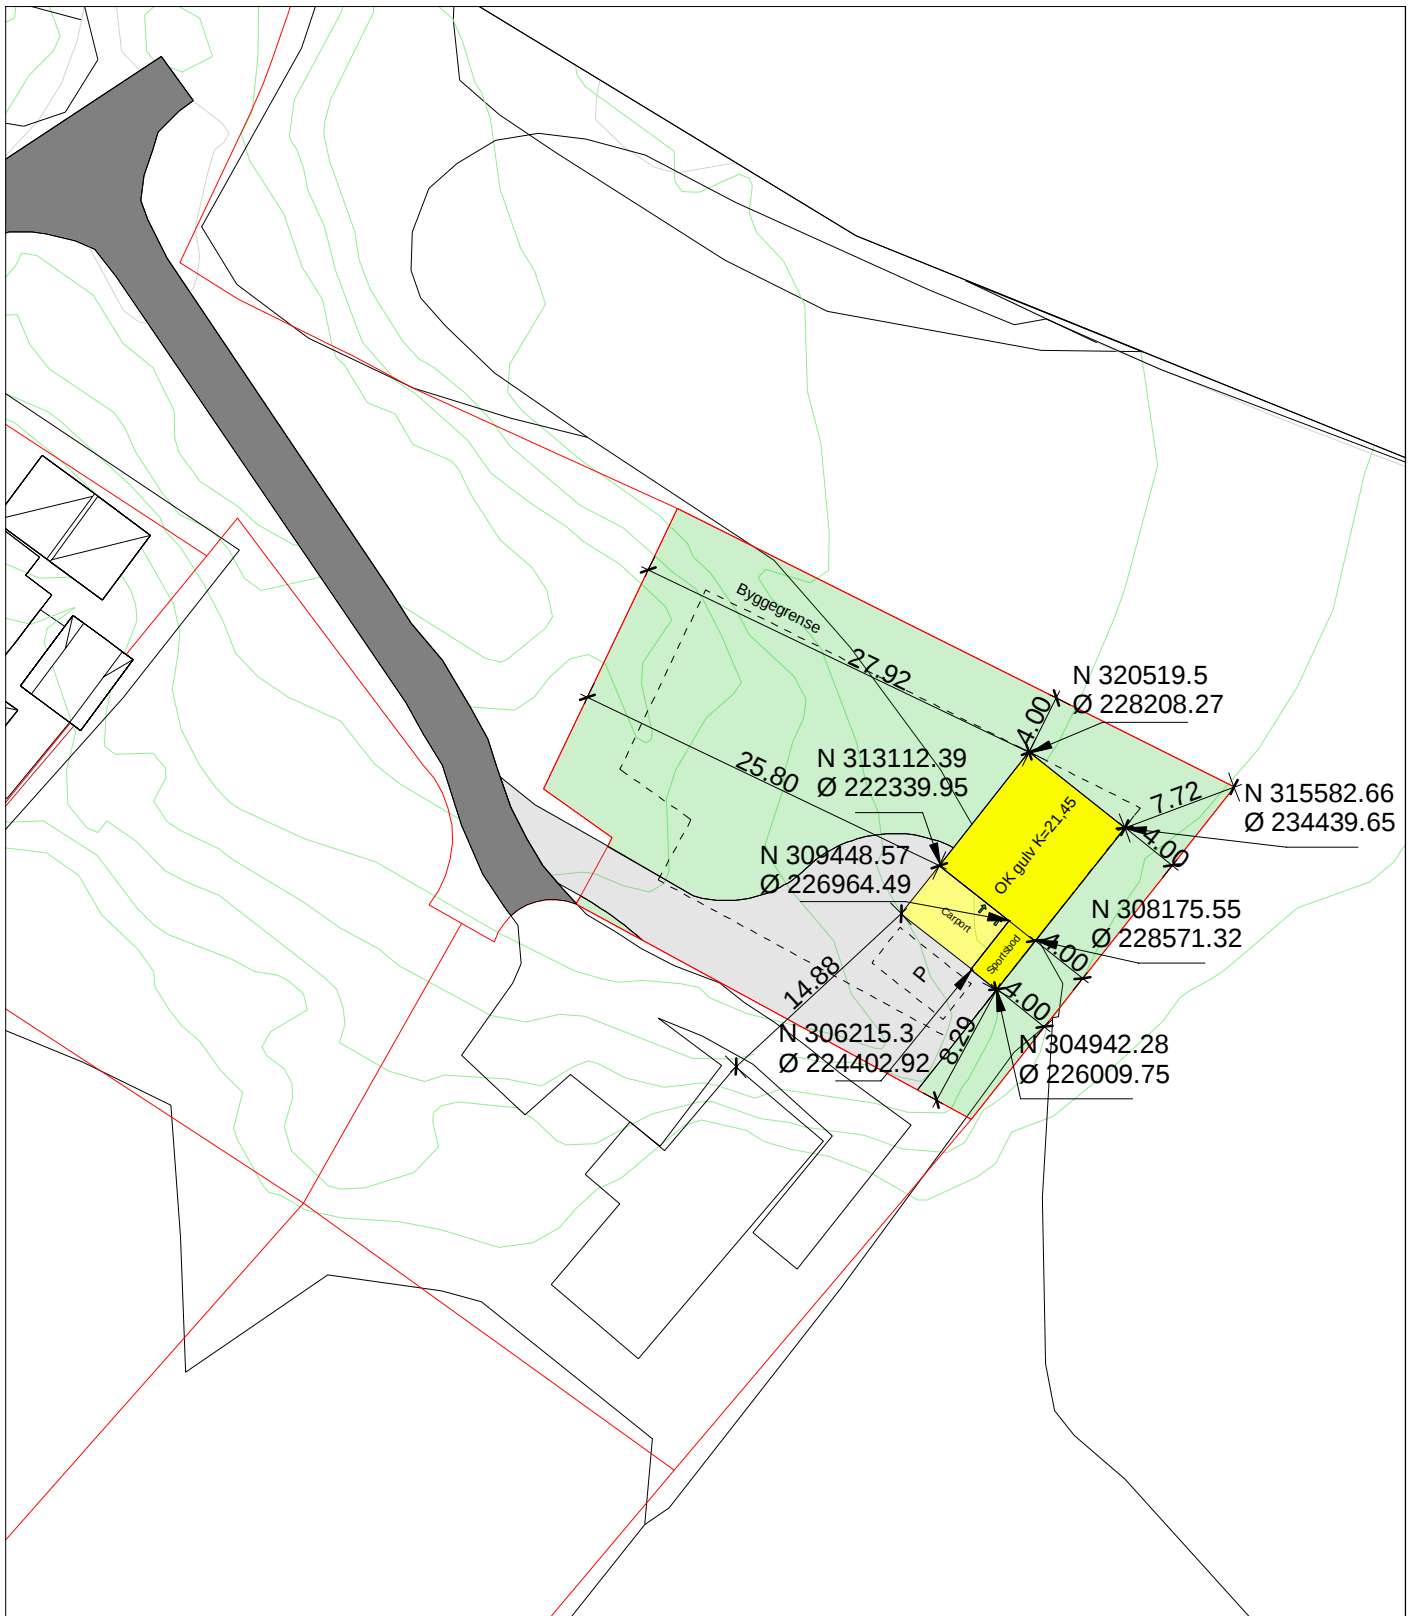 Byggegrense
27.92
N 320519.5
Ø 228208.27
4.00
25.80
N 313112.39
Ø 222339.95
7.72
N 315582.66
Ø 234439.65
OK gulv K=21,45
4.00
N 309448.57
Ø 226964.49
Carport
Sportsbod
N 308175.55
Ø 228571.32
4.00
P
14.88
4.00
N 306215.3
Ø 224402.92
8.29
N 304942.28
Ø 226009.75